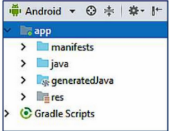 Android
app
manifests
java
generatedJava
res
Gradle Scripts